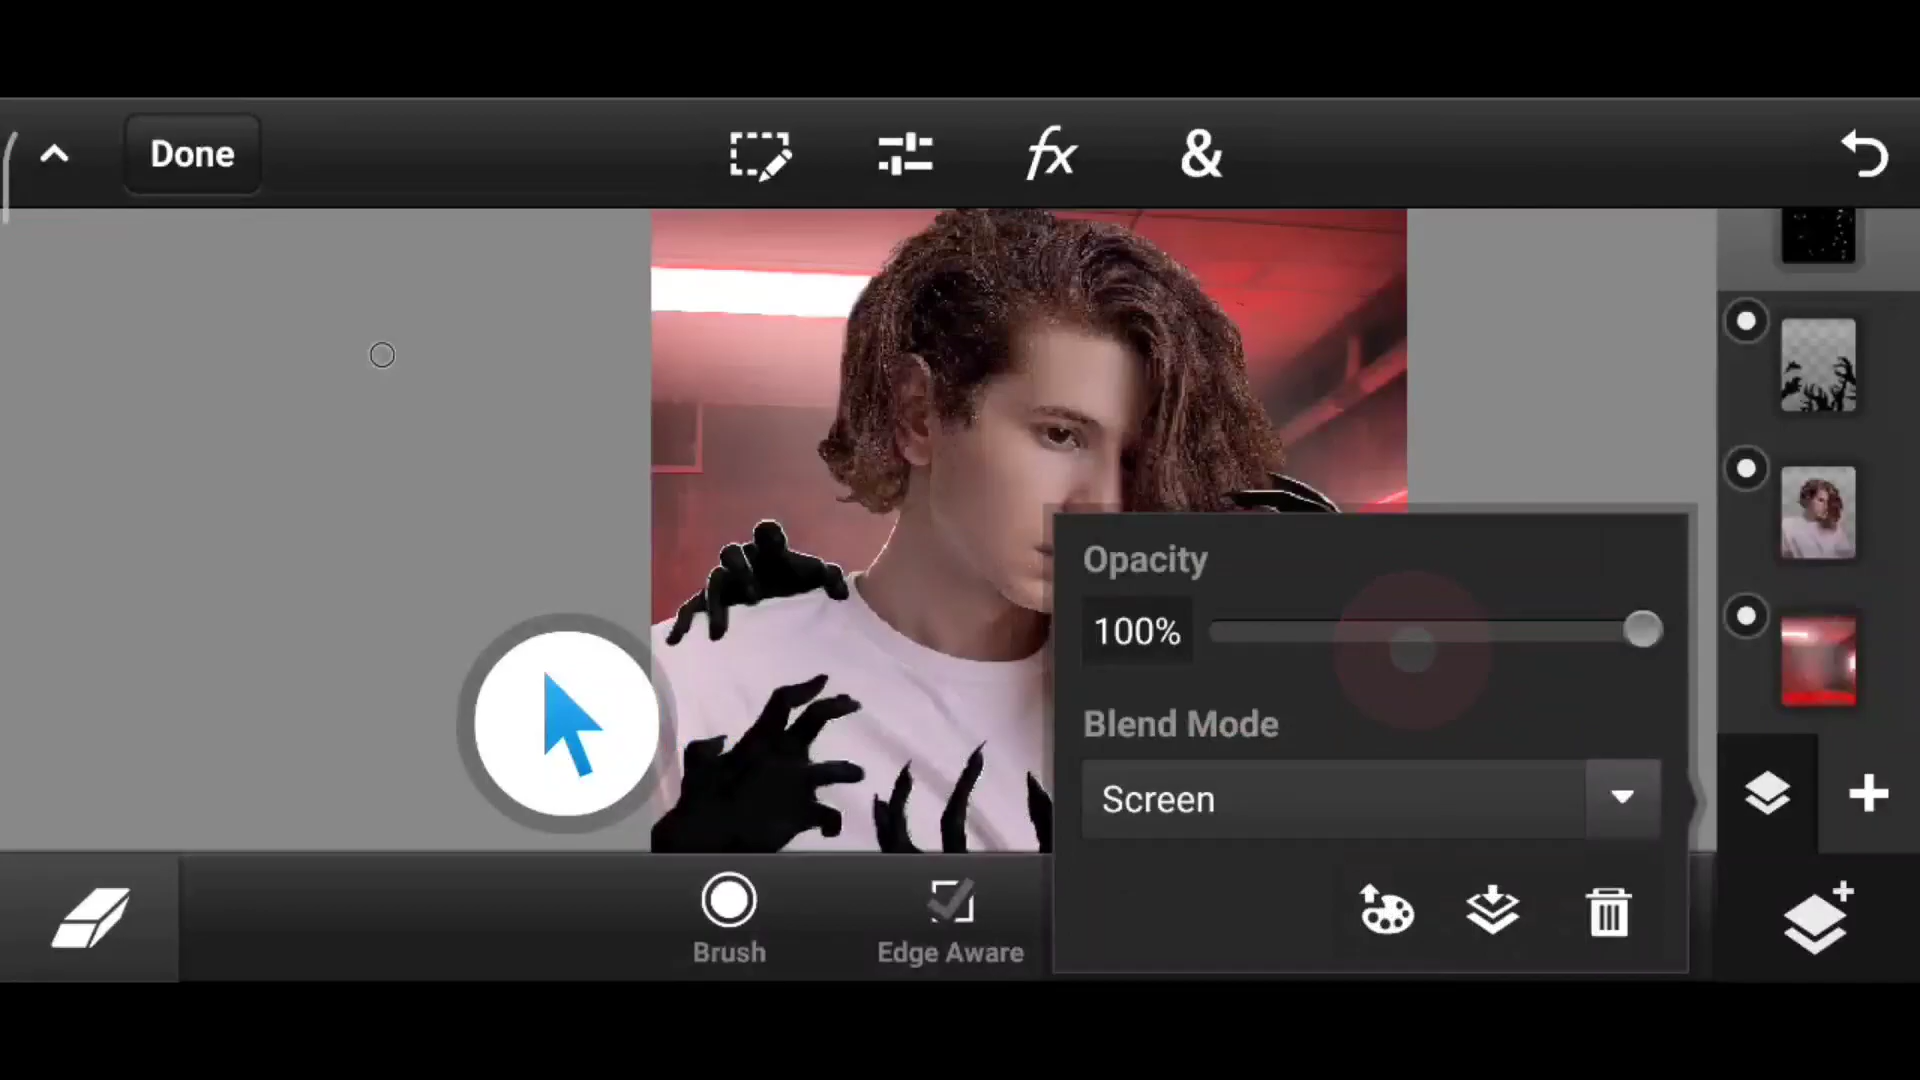 Done
fx
&
Opacity
100%
Blend Mode
Screen
Brush
Edge Aware